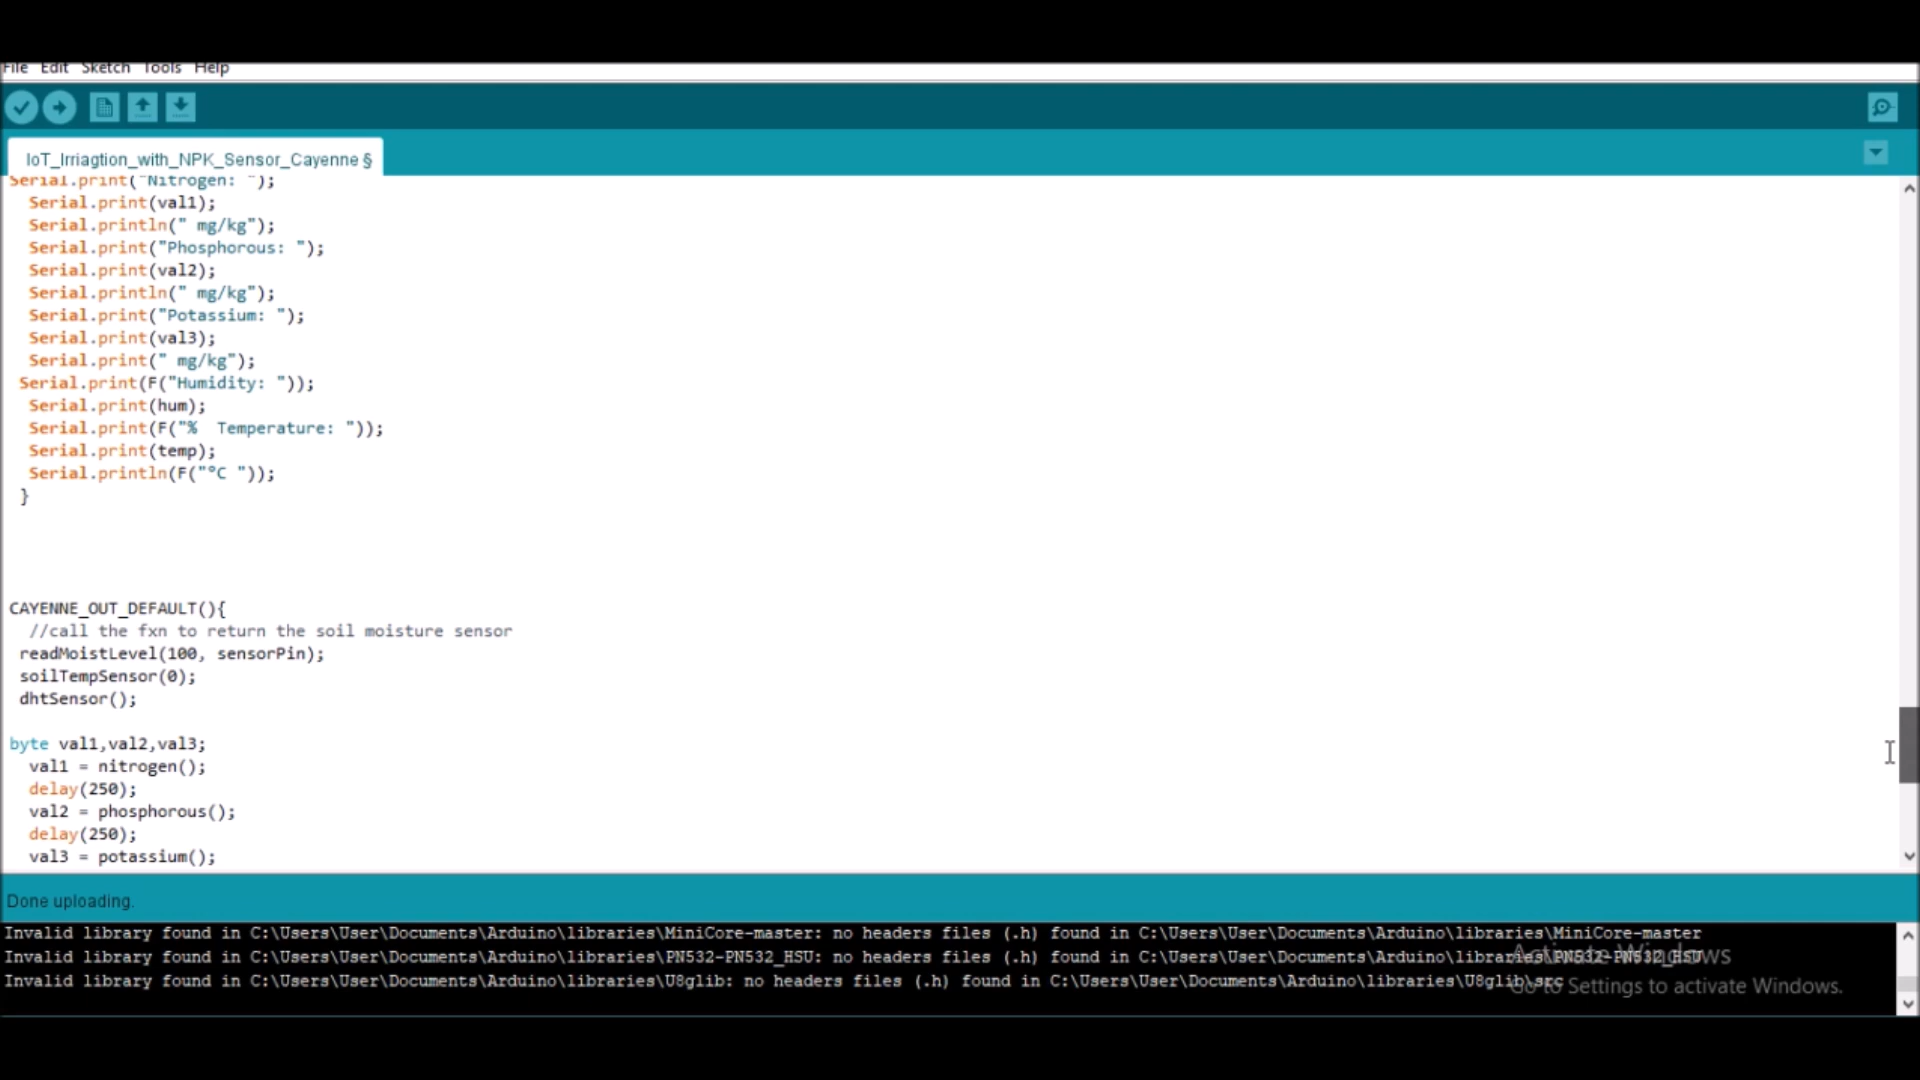 File Edit Sketch Tools Help
IoT_Irriagtion_with_NPK_Sensor_Cayenne §
Serial.print("Nitrogen: ");
Serial.print(val1);
Serial.println(" mg/kg");
Serial.print("Phosphorous: ");
Serial.print(val2);
Serial.println(" mg/kg");
Serial.print("Potassium: ");
Serial.print(val3);
Serial.print(" mg/kg");
Serial.print(F("Humidity: "));
Serial.print(hum);
Serial.print(F("%  Temperature: "));
Serial.print(temp);
Serial.println(F("°C "));
}
CAYENNE_OUT_DEFAULT(){
//call the fxn to return the soil moisture sensor
readMoistLevel(100, sensorPin);
soilTempSensor(0);
dhtSensor();
byte val1,val2,val3;
val1 = nitrogen();
delay(250);
val2 = phosphorous();
delay(250);
val3 = potassium();
Done uploading.
Invalid library found in C:\Users\User\Documents\Arduino\libraries\MiniCore-master: no headers files (.h) found in C:\Users\User\Documents\Arduino\libraries\MiniCore-master
Invalid library found in C:\Users\User\Documents\Arduino\libraries\PN532-PN532_HSU: no headers files (.h) found in C:\Users\User\Documents\Arduino\libraries\PN532-PN532_HSU
Invalid library found in C:\Users\User\Documents\Arduino\libraries\U8glib: no headers files (.h) found in C:\Users\User\Documents\Arduino\libraries\U8glib\src
Activate Windows
Go to Settings to activate Windows.